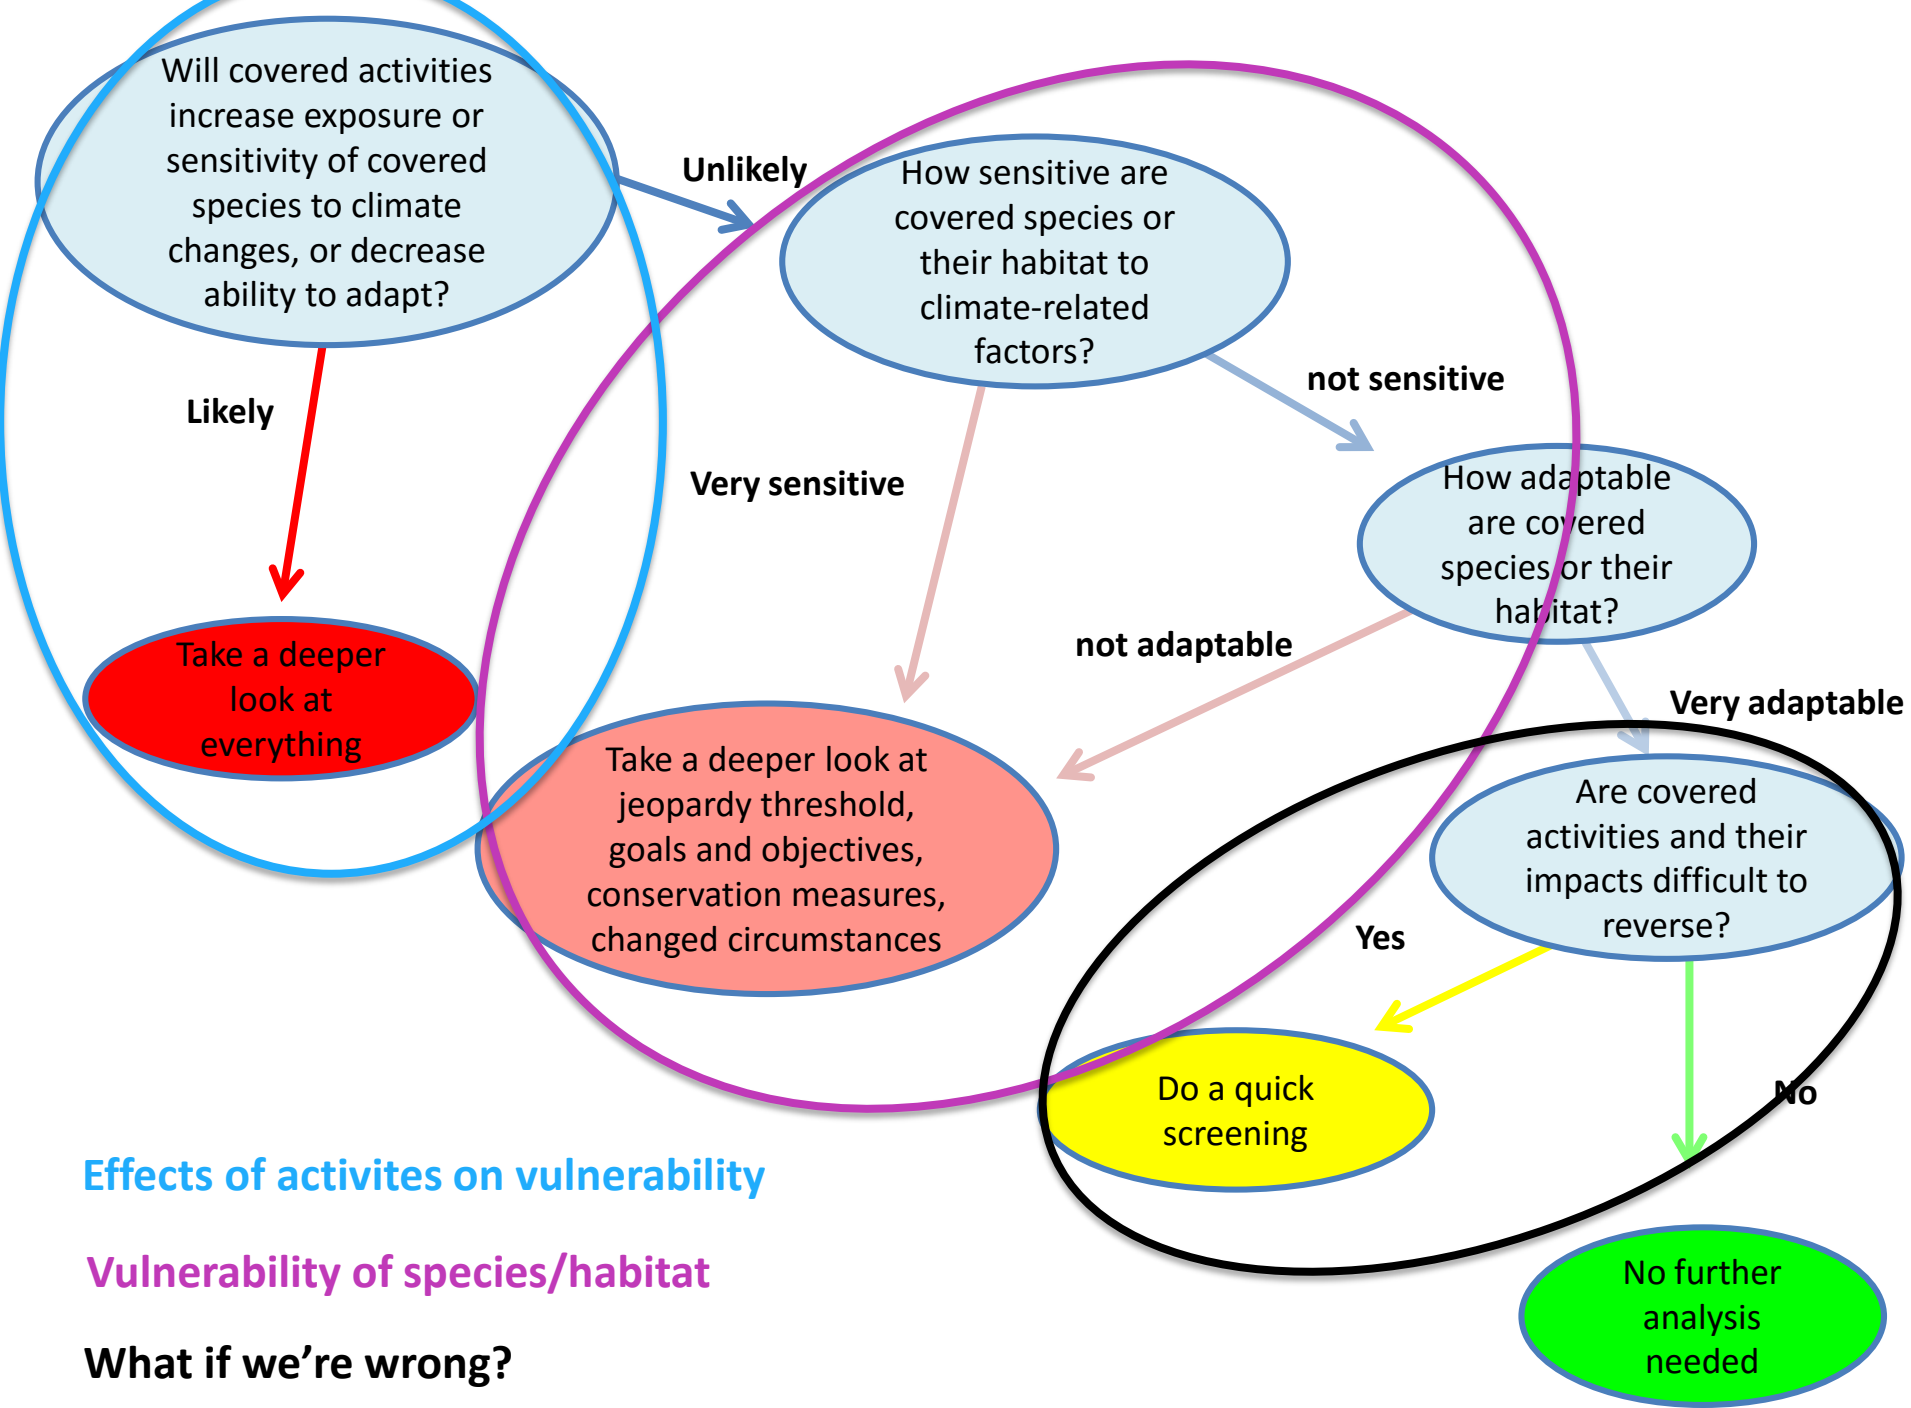 Will covered activities
increase exposure or
sensitivity of covered
species to climate
changes, or decrease
ability to adapt?
Unlikely
How sensitive are
covered species or
their habitat to
climate-related
factors?
Likely
not sensitive
Very sensitive
How adaptable
are covered
species or their
habitat?
not adaptable
Take a deeper
look at
everything
Very adaptable
Take a deeper look at
jeopardy threshold,
goals and objectives,
conservation measures,
changed circumstances
Are covered
activities and their
impacts difficult to
reverse?
Yes
No
Do a quick
screening
Effects of activites on vulnerability
Vulnerability of species/habitat
What if we’re wrong?
No further
analysis
needed